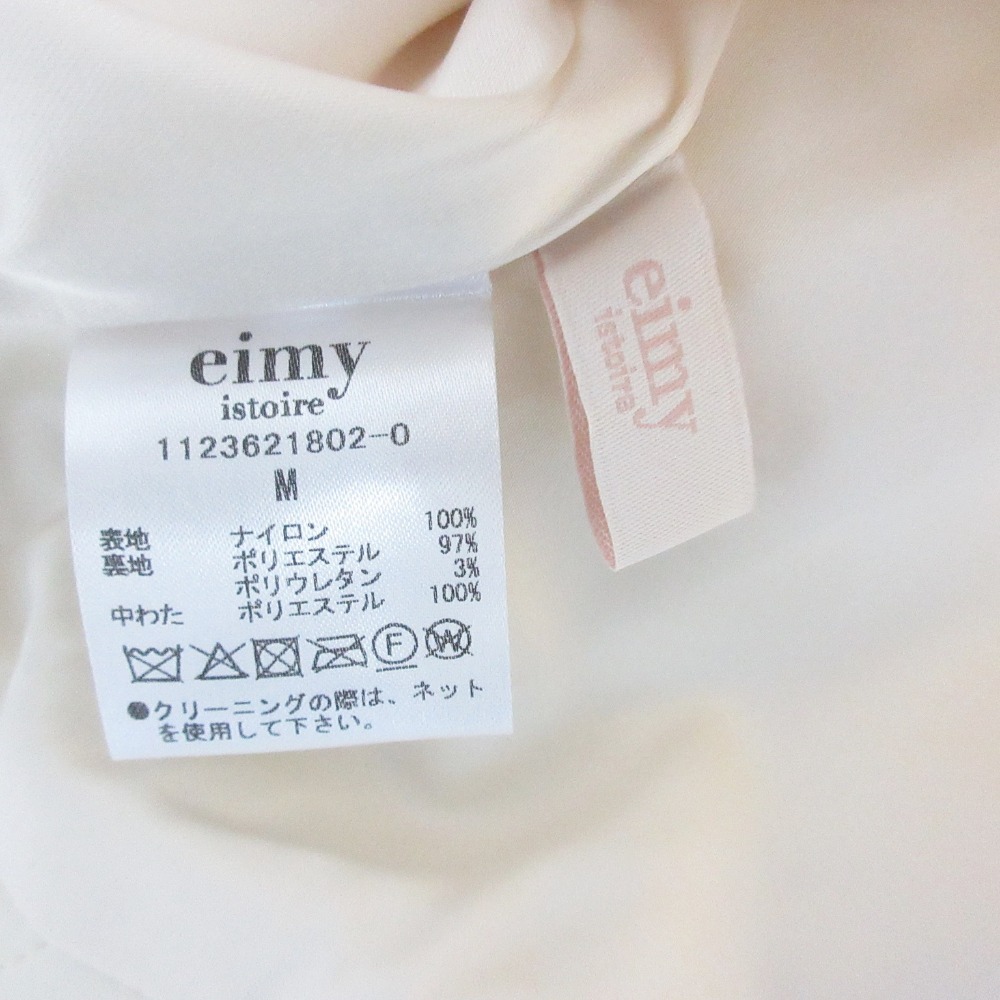 eimy
istoire
1123621802-0
M
表地 ナイロン 100%
裏地 ポリエステル 97%
ポリウレタン 3%
中わた ポリエステル 100%
F
W
●クリーニングの際は、ネット
を使用して下さい。
eimy
istoire